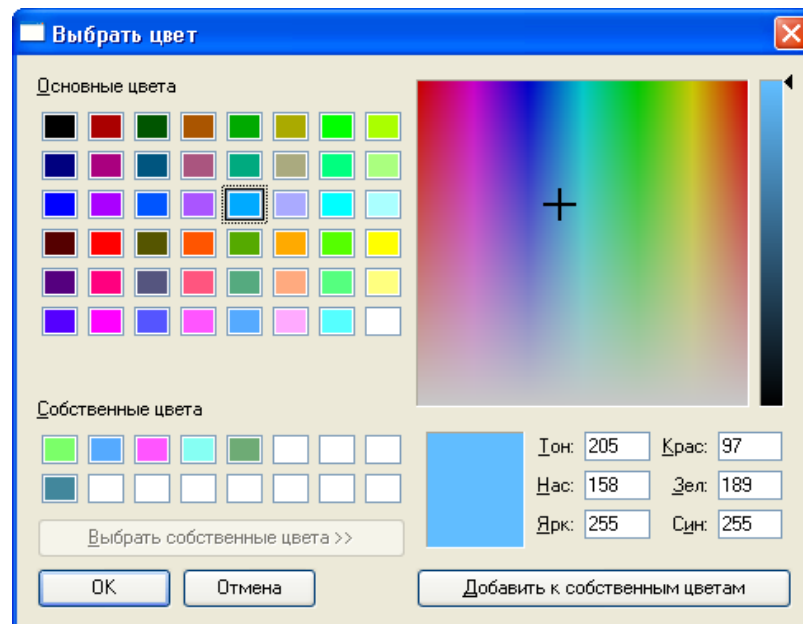 Выбрать цвет
Основные цвета
Собственные цвета
Выбрать собственные цвета >>
OK
Отмена
Тон: 205
Крас: 97
Нас: 158
Зел: 189
Ярк: 255
Син: 255
Добавить к собственным цветам